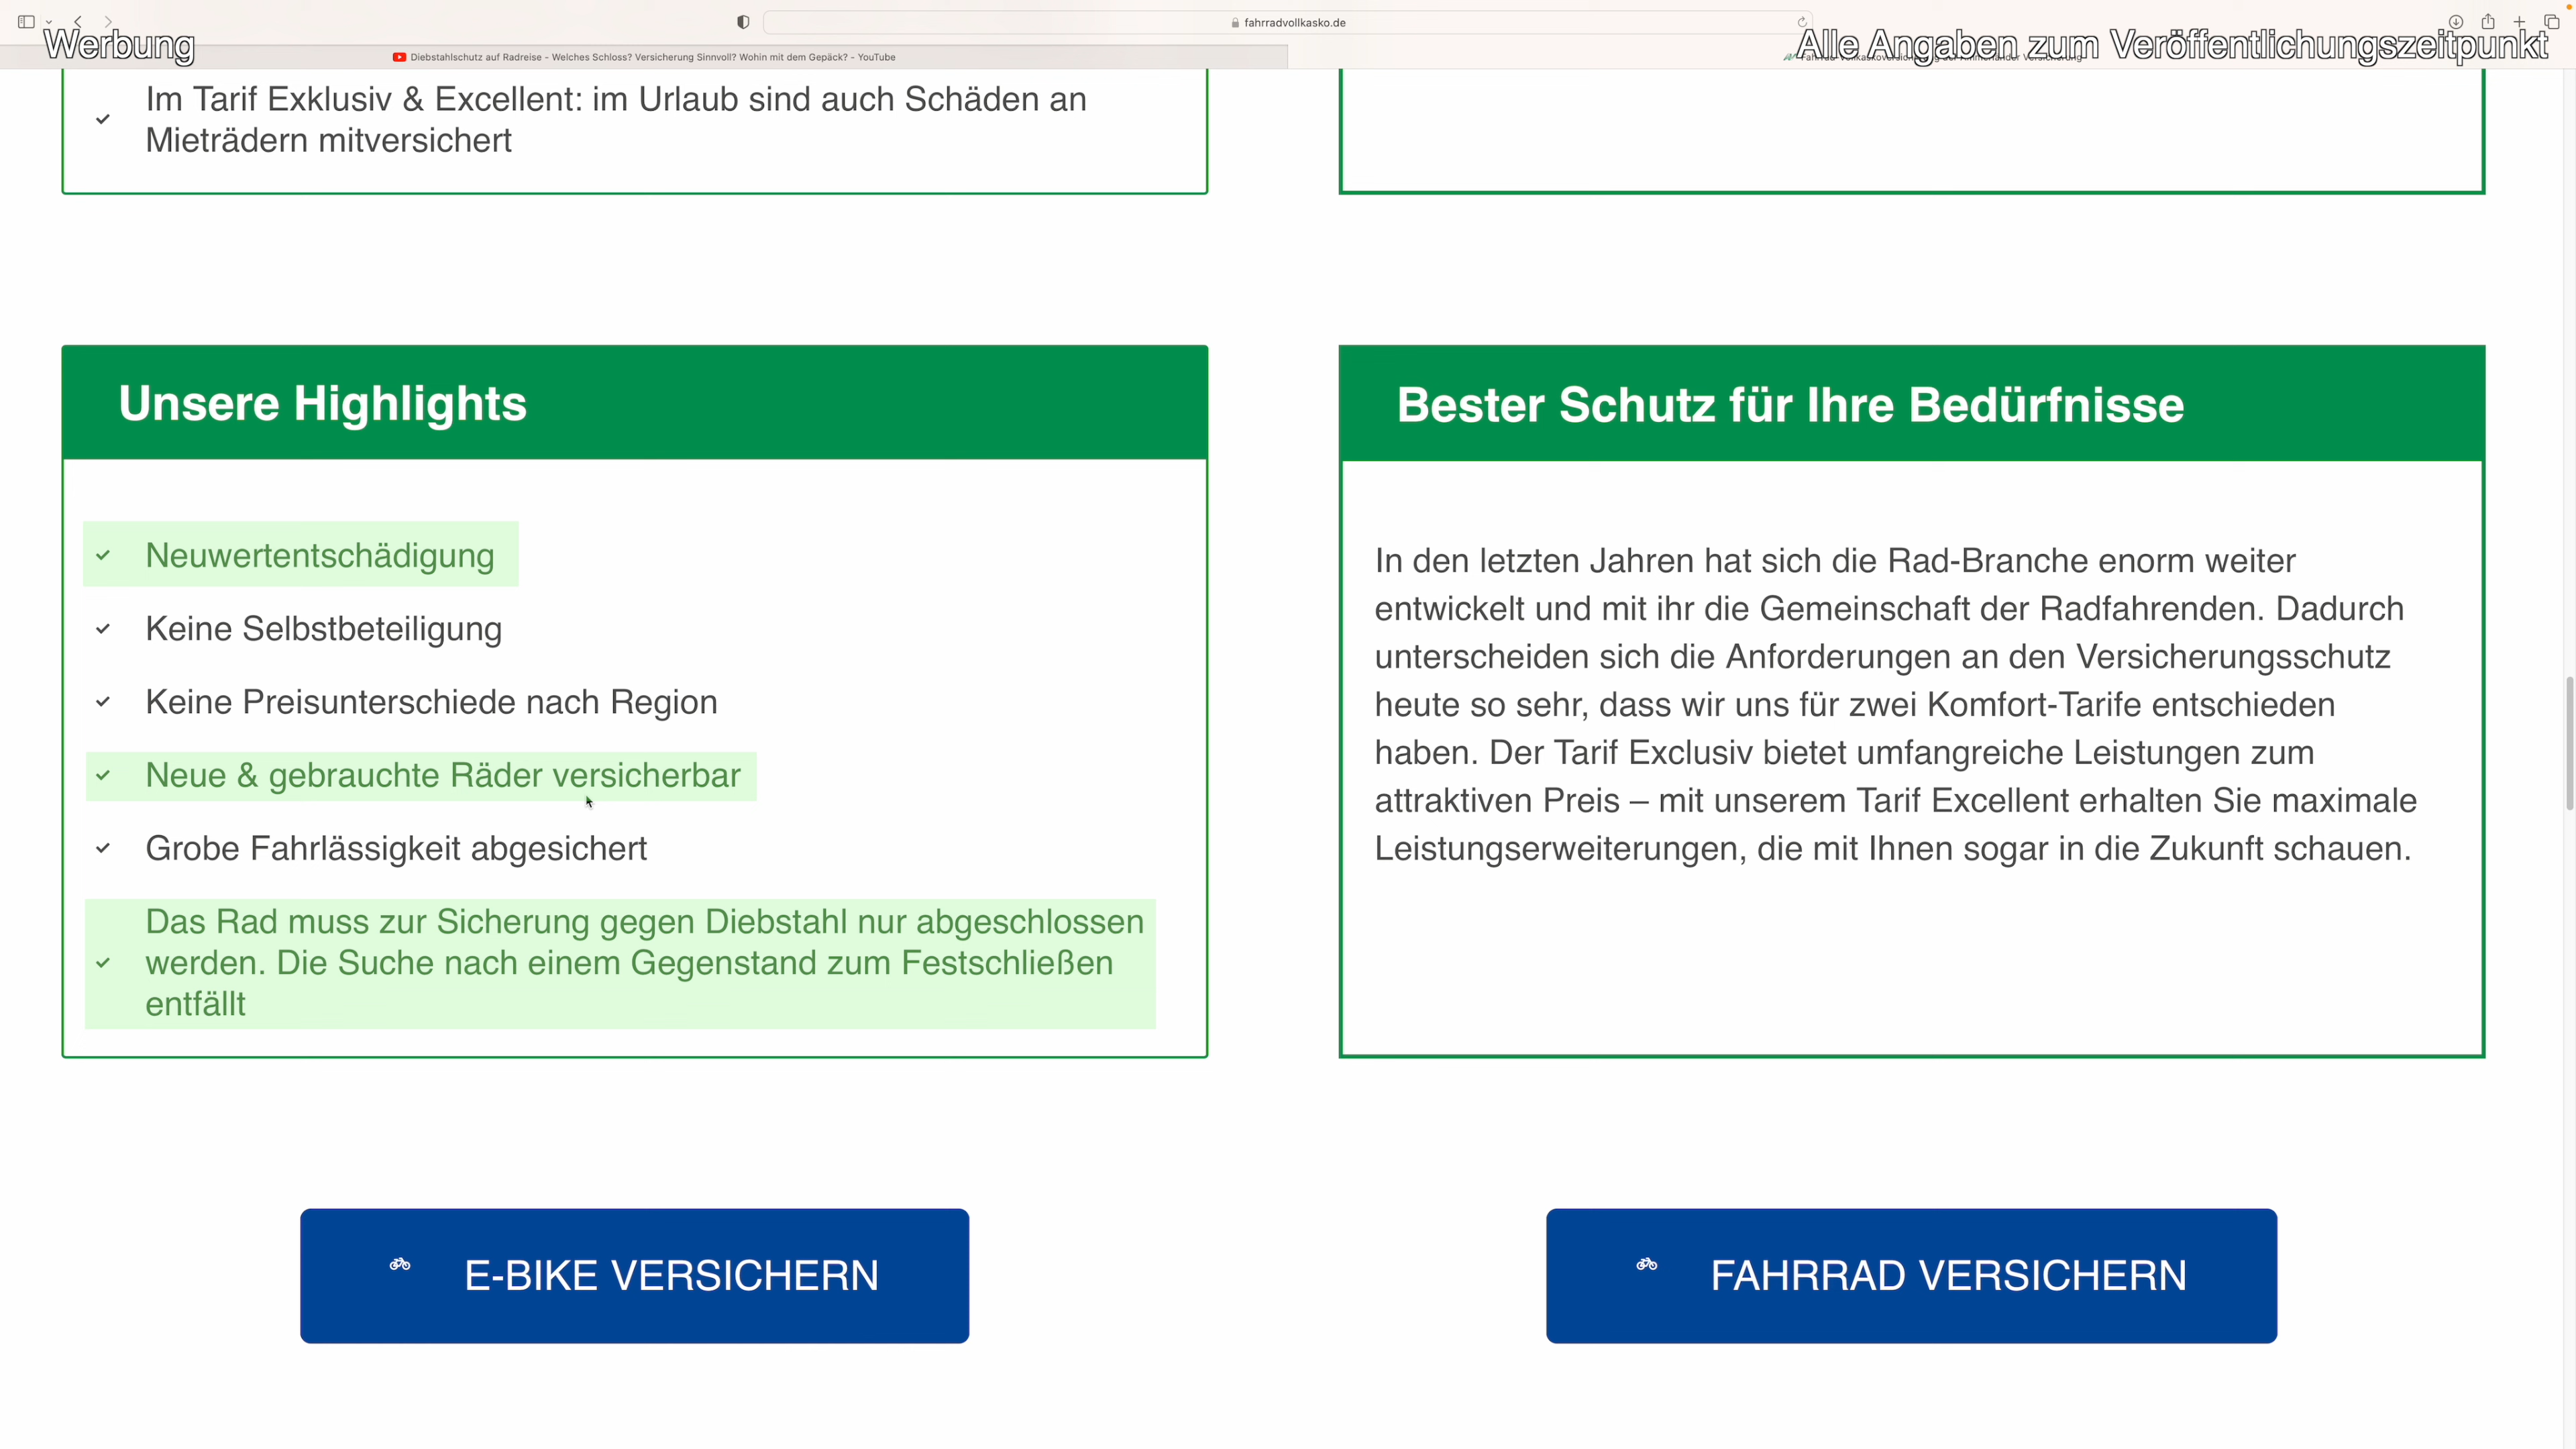 fahrradvollkasko.de
Werbung
Alle Angaben zum Veröffentlichungszeitpunkt
Diebstahlschutz auf Radreise - Welches Schloss? Versicherung Sinnvoll? Wohin mit dem Gepäck? - YouTube
Im Tarif Exklusiv & Excellent: im Urlaub sind auch Schäden an
Mieträdern mitversichert
Unsere Highlights
Neuwertentschädigung
Keine Selbstbeteiligung
Keine Preisunterschiede nach Region
Neue & gebrauchte Räder versicherbar
Grobe Fahrlässigkeit abgesichert
Das Rad muss zur Sicherung gegen Diebstahl nur abgeschlossen
werden. Die Suche nach einem Gegenstand zum Festschließen
entfällt
Bester Schutz für Ihre Bedürfnisse
In den letzten Jahren hat sich die Rad-Branche enorm weiter
entwickelt und mit ihr die Gemeinschaft der Radfahrenden. Dadurch
unterscheiden sich die Anforderungen an den Versicherungsschutz
heute so sehr, dass wir uns für zwei Komfort-Tarife entschieden
haben. Der Tarif Exclusiv bietet umfangreiche Leistungen zum
attraktiven Preis – mit unserem Tarif Excellent erhalten Sie maximale
Leistungserweiterungen, die mit Ihnen sogar in die Zukunft schauen.
E-BIKE VERSICHERN
FAHRRAD VERSICHERN